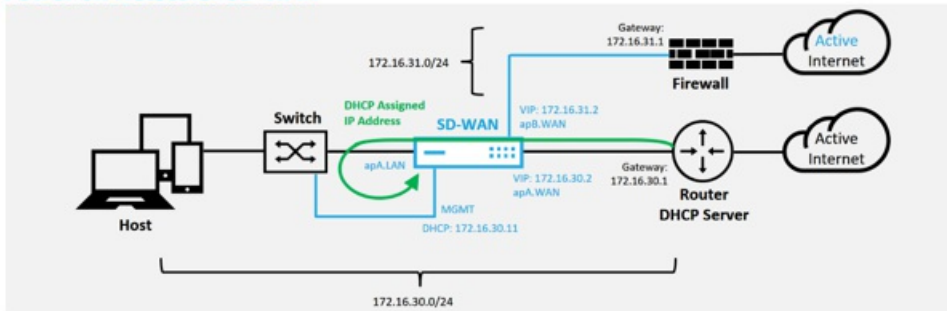 Gateway:
172.16.31.1
Active
Internet
172.16.31.0/24
Firewall
DHCP Assigned
IP Address
Switch
SD-WAN
VIP: 172.16.31.2
apB.WAN
apA.LAN
Gateway:
172.16.30.1
Active
Internet
VIP: 172.16.30.2
apA.WAN
Router
DHCP Server
MGMT
DHCP: 172.16.30.11
Host
172.16.30.0/24